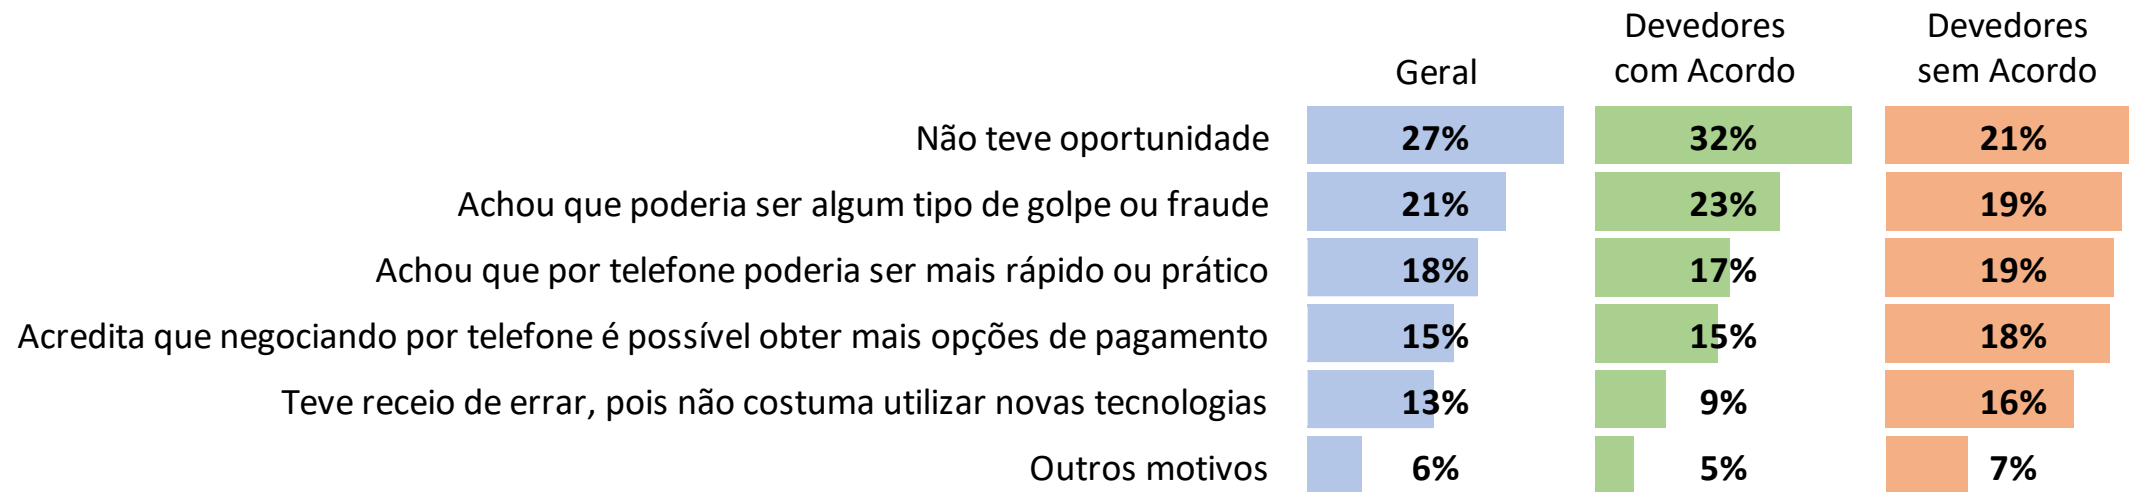 Geral
Devedores
com Acordo
Devedores
sem Acordo
Não teve oportunidade 27% 32% 21%
Achou que poderia ser algum tipo de golpe ou fraude 21% 23% 19%
Achou que por telefone poderia ser mais rápido ou prático 18% 17% 19%
Acredita que negociando por telefone é possível obter mais opções de pagamento 15% 15% 18%
Teve receio de errar, pois não costuma utilizar novas tecnologias 13% 9% 16%
Outros motivos 6% 5% 7%